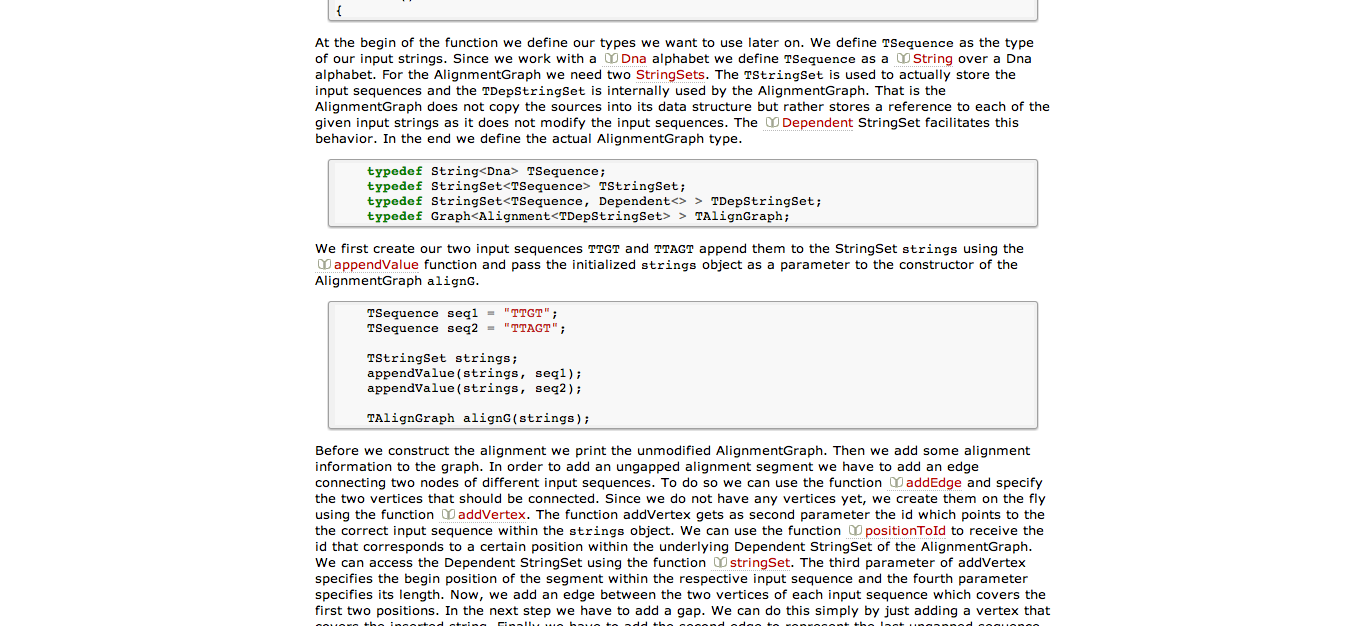 {
At the begin of the function we define our types we want to use later on. We define TSequence as the type
of our input strings. Since we work with a Dna alphabet we define TSequence as a String over a Dna
alphabet. For the AlignmentGraph we need two StringSets. The TStringSet is used to actually store the
input sequences and the TDepStringSet is internally used by the AlignmentGraph. That is the
AlignmentGraph does not copy the sources into its data structure but rather stores a reference to each of the
given input strings as it does not modify the input sequences. The Dependent StringSet facilitates this
behavior. In the end we define the actual AlignmentGraph type.
typedef String<Dna> TSequence;
typedef StringSet<TSequence> TStringSet;
typedef StringSet<TSequence, Dependent<> > TDepStringSet;
typedef Graph<Alignment<TDepStringSet> > TAlignGraph;
We first create our two input sequences TTGT and TTAGT append them to the StringSet strings using the
appendValue function and pass the initialized strings object as a parameter to the constructor of the
AlignmentGraph alignG.
TSequence seq1 = "TTGT";
TSequence seq2 = "TTAGT";
TStringSet strings;
appendValue(strings, seq1);
appendValue(strings, seq2);
TAlignGraph alignG(strings);
Before we construct the alignment we print the unmodified AlignmentGraph. Then we add some alignment
information to the graph. In order to add an ungapped alignment segment we have to add an edge
connecting two nodes of different input sequences. To do so we can use the function addEdge and specify
the two vertices that should be connected. Since we do not have any vertices yet, we create them on the fly
using the function addVertex. The function addVertex gets as second parameter the id which points to the
the correct input sequence within the strings object. We can use the function positionToId to receive the
id that corresponds to a certain position within the underlying Dependent StringSet of the AlignmentGraph.
We can access the Dependent StringSet using the function stringSet. The third parameter of addVertex
specifies the begin position of the segment within the respective input sequence and the fourth parameter
specifies its length. Now, we add an edge between the two vertices of each input sequence which covers the
first two positions. In the next step we have to add a gap. We can do this simply by just adding a vertex that
covers the inserted string. Finally we have to add the second edge to represent the last ungapped sequence